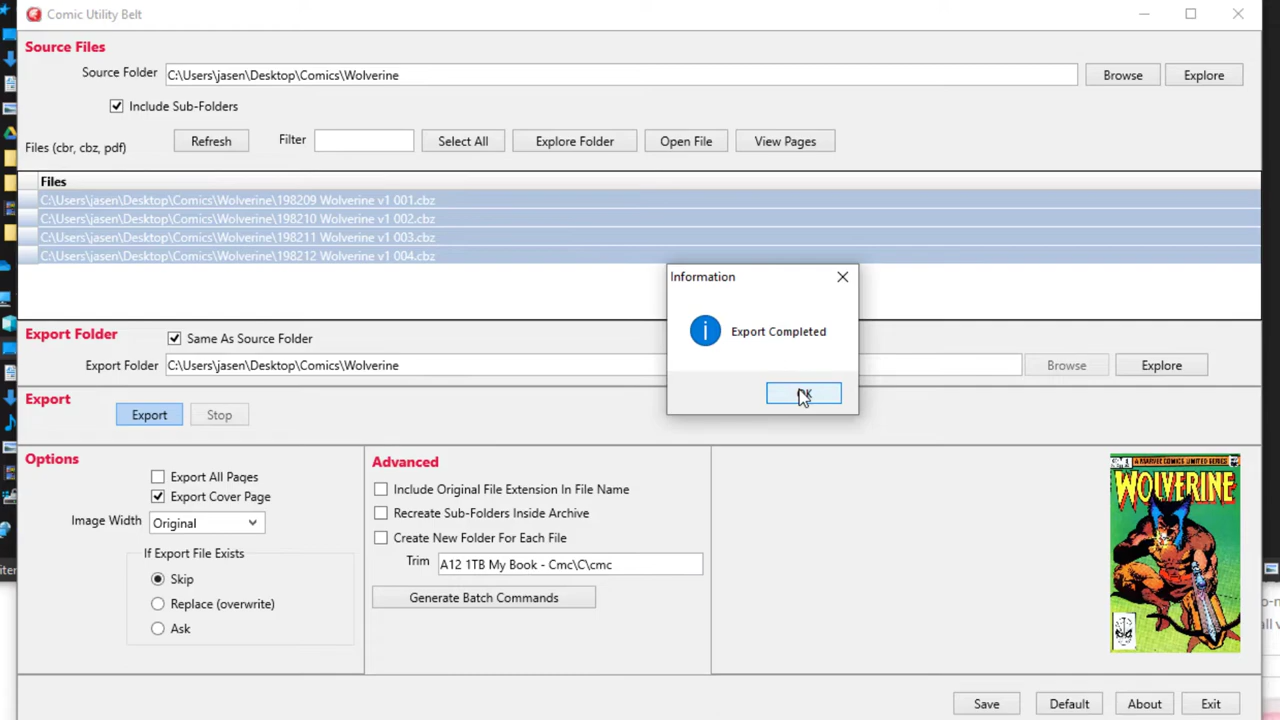 Comic Utility Belt
Source Files
Source Folder C:\Users\jasen\Desktop\Comics\Wolverine Browse Explore
Include Sub-Folders
Files (cbr, cbz, pdf) Refresh Filter Select All Explore Folder Open File View Pages
Files
C:\Users\jasen\Desktop\Comics\Wolverine\198209 Wolverine v1 001.cbz
C:\Users\jasen\Desktop\Comics\Wolverine\198210 Wolverine v1 002.cbz
C:\Users\jasen\Desktop\Comics\Wolverine\198211 Wolverine v1 003.cbz
C:\Users\jasen\Desktop\Comics\Wolverine\198212 Wolverine v1 004.cbz
Information
Export Completed
OK
Export Folder Same As Source Folder
Export Folder C:\Users\jasen\Desktop\Comics\Wolverine Browse Explore
Export
Export Stop
Options
Export All Pages
Export Cover Page
Image Width Original
If Export File Exists
Skip
Replace (overwrite)
Ask
Advanced
Include Original File Extension In File Name
Recreate Sub-Folders Inside Archive
Create New Folder For Each File
Trim A12 1TB My Book - Cmc\C\cmc
Generate Batch Commands
A MARVEL COMICS LIMITED SERIES
WOLVERINE
Save Default About Exit